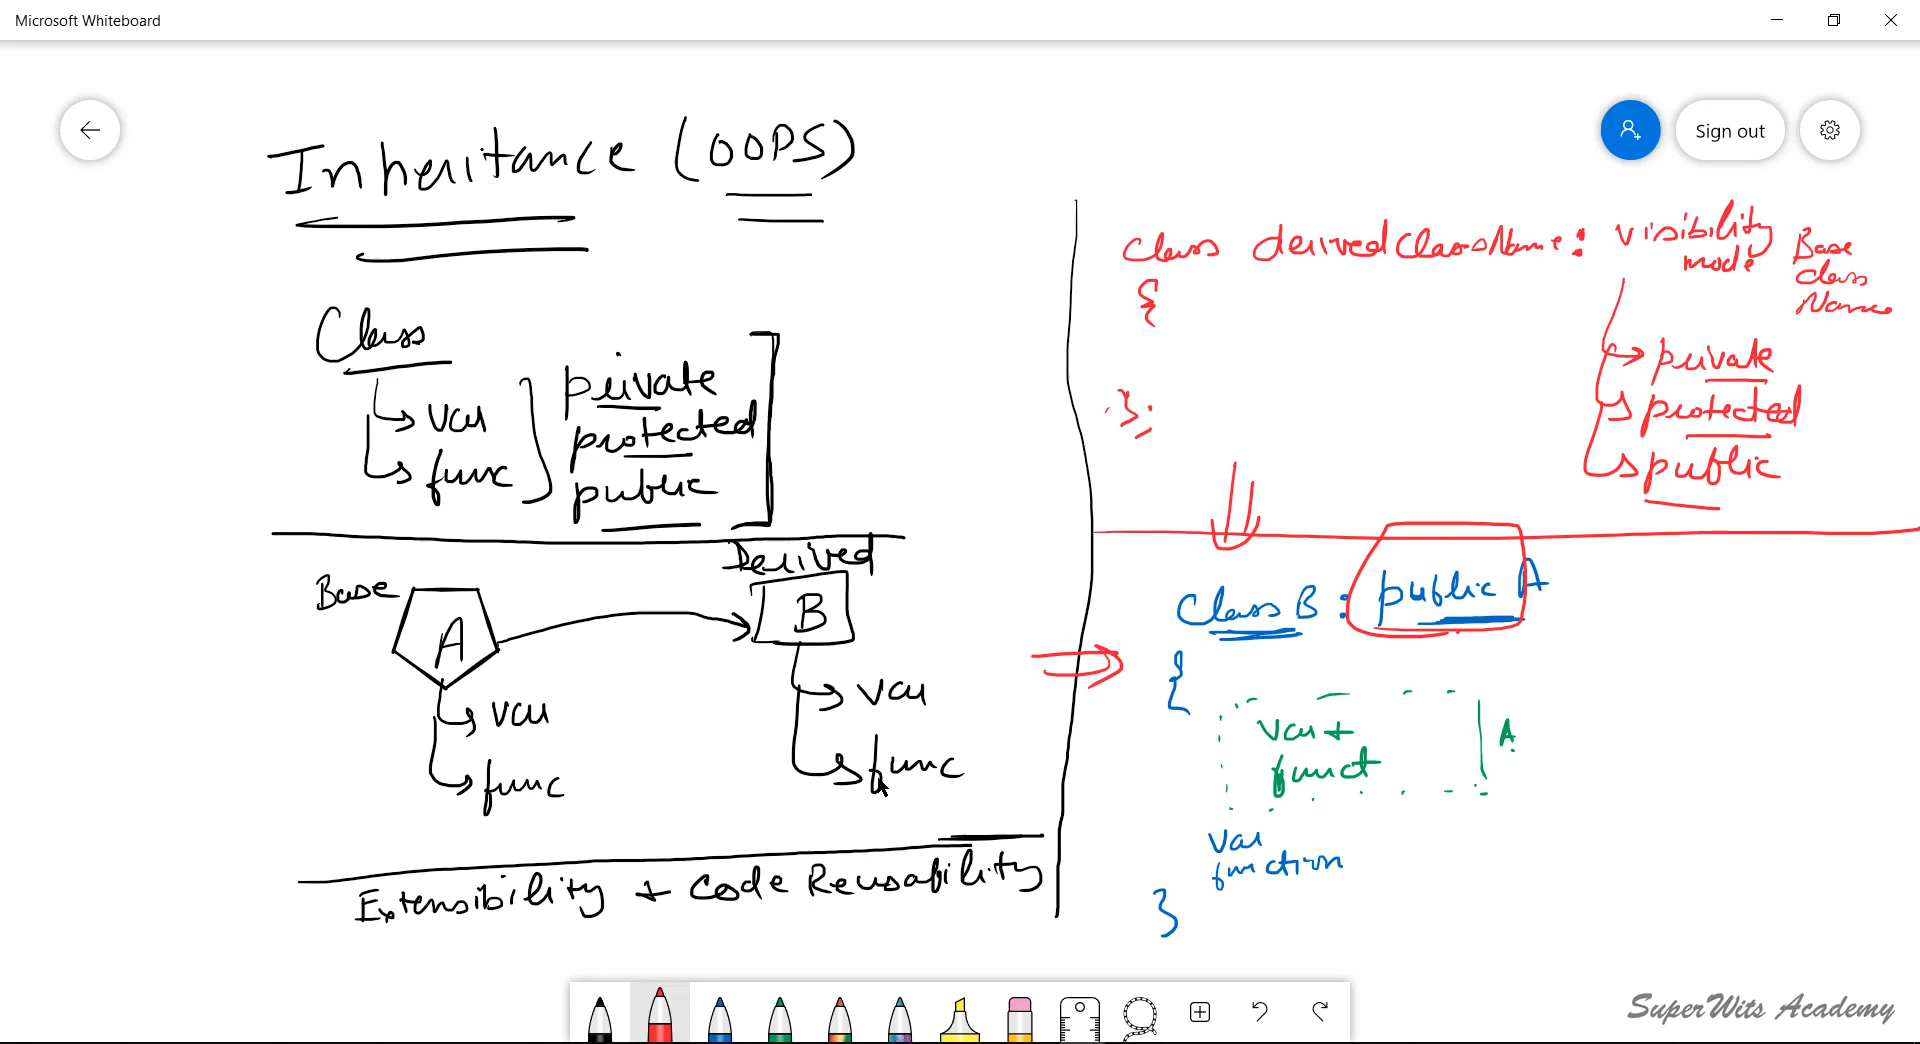 Microsoft Whiteboard
Sign out
Inheritance (OOPS)
Class
var
func
private
protected
public
Base
A
var
func
Derived
B
var
func
Extensibility + Code Reusability
Class derivedClassName : visibility mode Base Class Name
{
};
private
protected
public
Class B : public A
{
var +
funct
A
var
function
}
SuperWits Academy